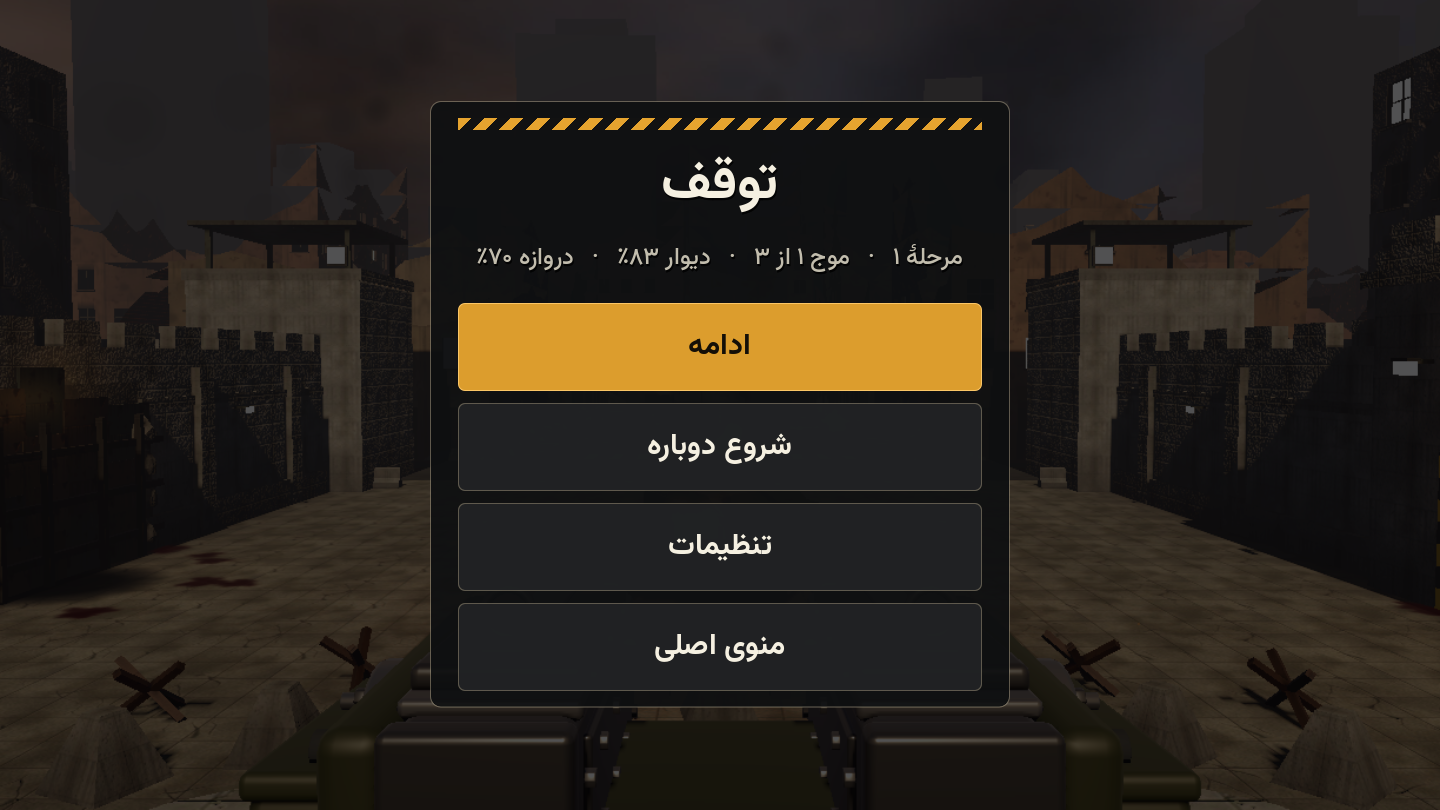 توقف
مرحلهٔ ۱ · موج ۱ از ۳ · دیوار ۸۳٪ · دروازه ۷۰٪
ادامه
شروع دوباره
تنظیمات
منوی اصلی